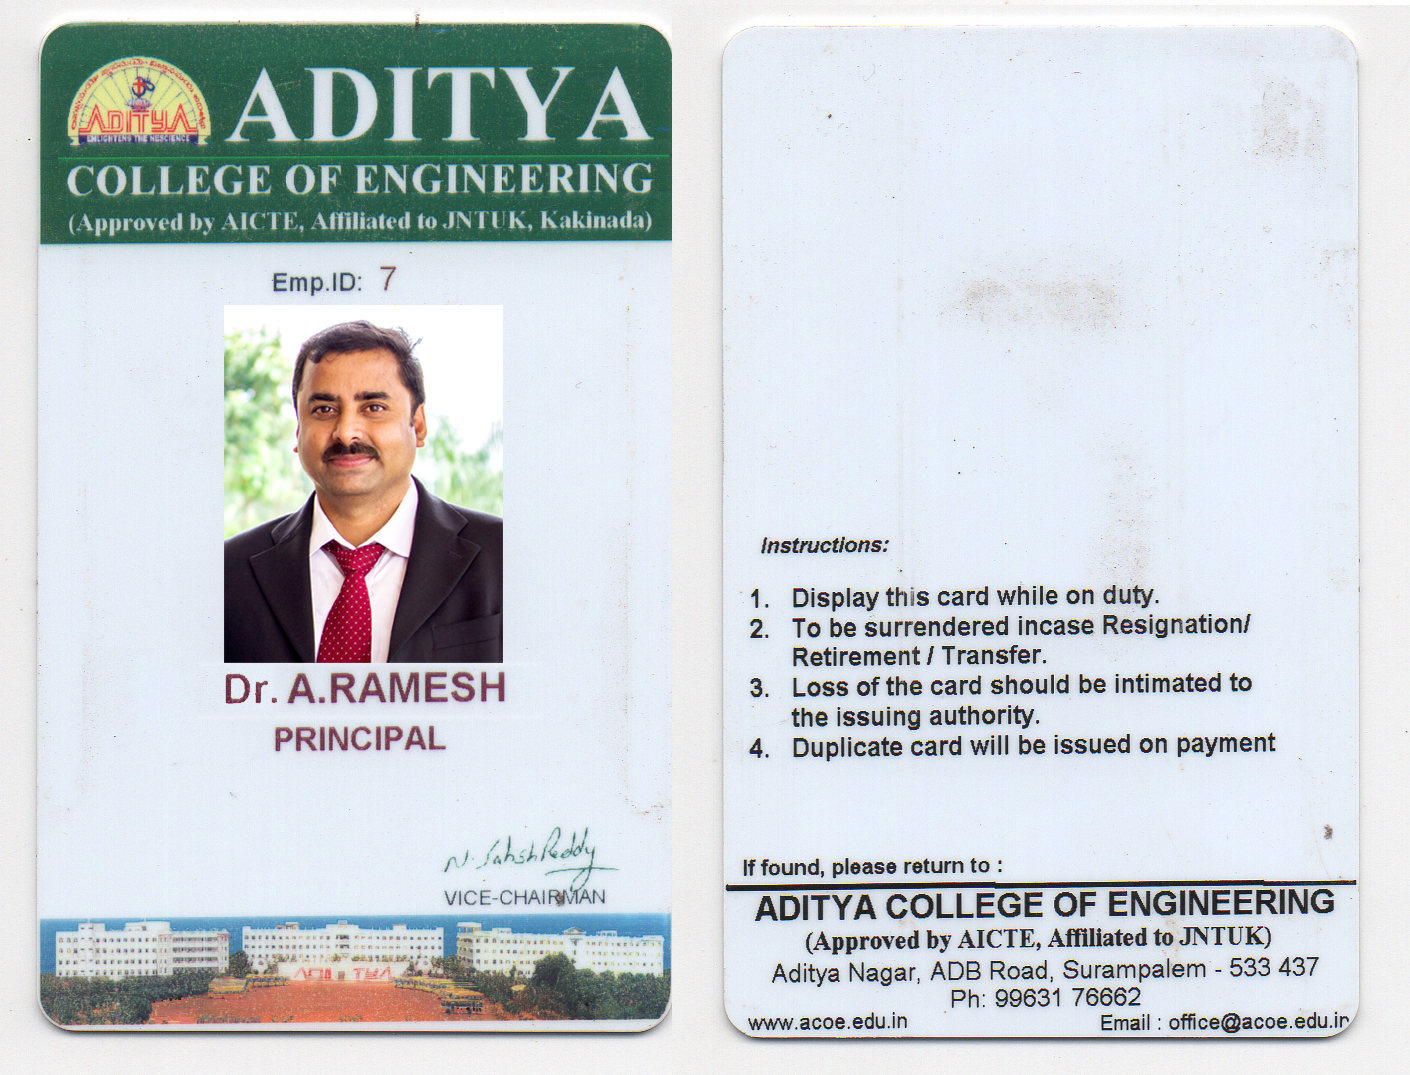 ADITYA
ENLIGHTENS THE NESCIENCE
ADITYA
COLLEGE OF ENGINEERING
(Approved by AICTE, Affiliated to JNTUK, Kakinada)
Emp.ID: 7
Dr. A.RAMESH
PRINCIPAL
N. Satish Reddy
VICE-CHAIRMAN
ADITYA
Instructions:
1. Display this card while on duty.
2. To be surrendered incase Resignation/
Retirement / Transfer.
3. Loss of the card should be intimated to
the issuing authority.
4. Duplicate card will be issued on payment
If found, please return to :
ADITYA COLLEGE OF ENGINEERING
(Approved by AICTE, Affiliated to JNTUK)
Aditya Nagar, ADB Road, Surampalem - 533 437
Ph: 99631 76662
www.acoe.edu.in
Email : office@acoe.edu.in